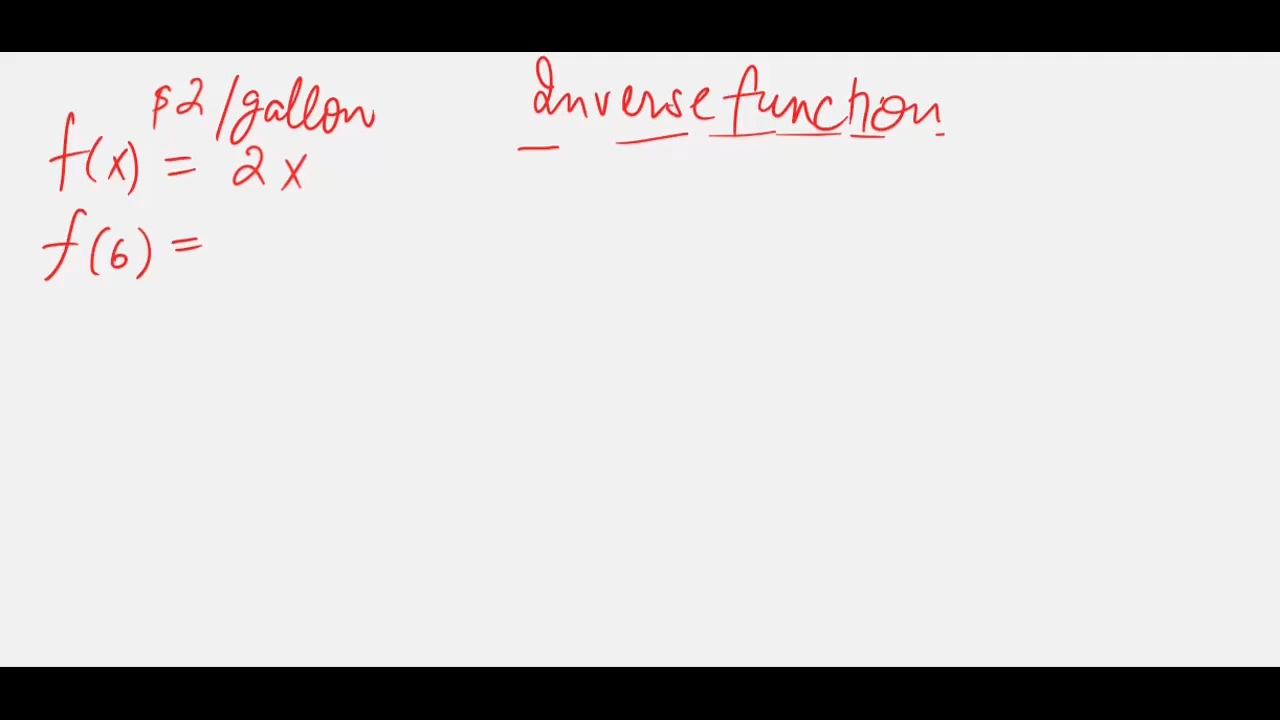 $2/gallon
Inverse function
f(x) = 2x
f(6) =